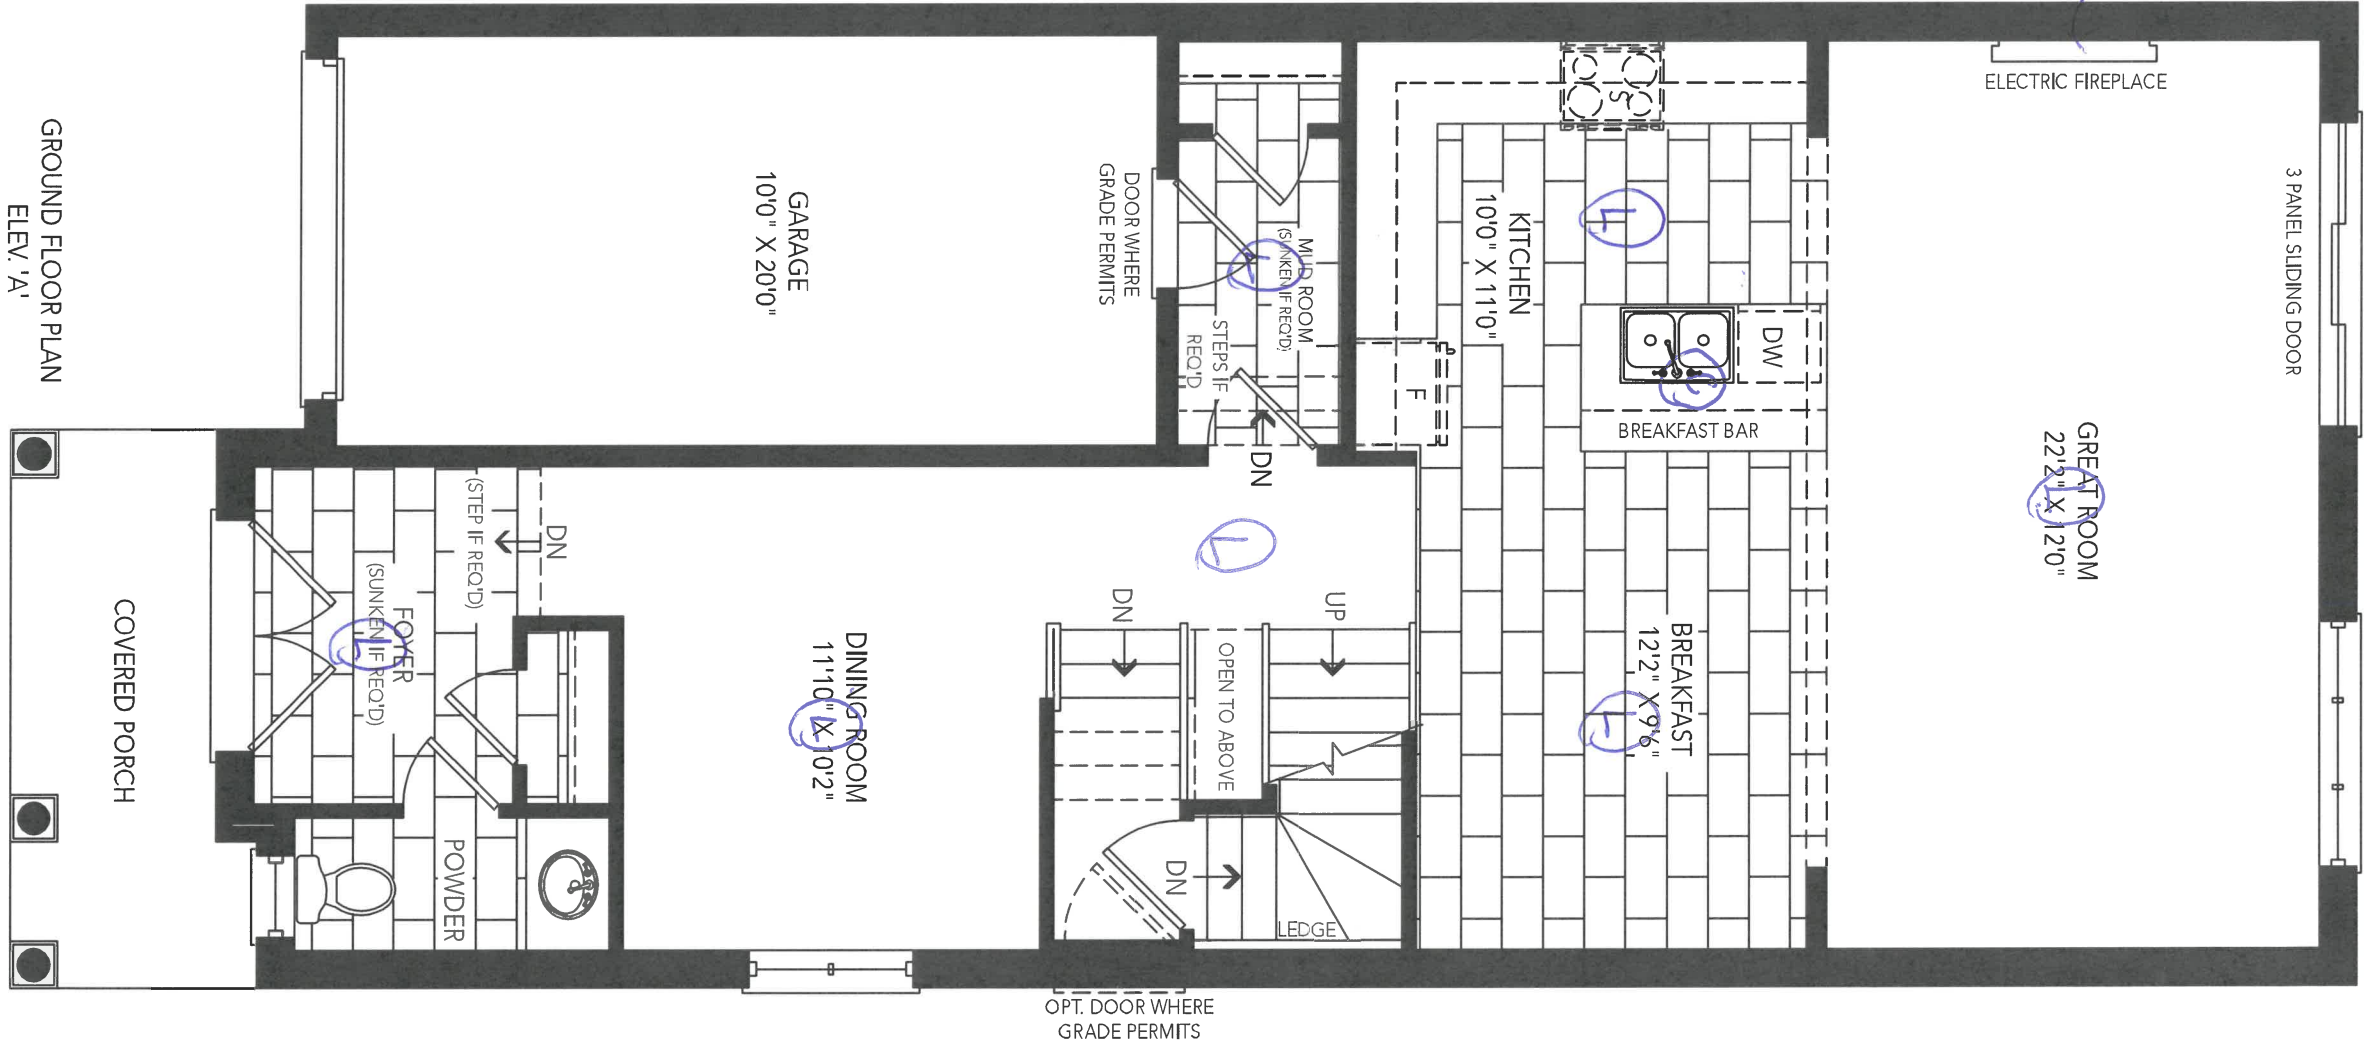 GROUND FLOOR PLAN
ELEV. 'A'
GARAGE
10'0" X 20'0"
DOOR WHERE
GRADE PERMITS
MUD ROOM
(SUNKEN IF REQ'D)
L
STEPS IF
REQ'D
DN
S
KITCHEN
10'0" X 11'0"
L
F
DW
BREAKFAST BAR
ELECTRIC FIREPLACE
3 PANEL SLIDING DOOR
GREAT ROOM
22'2" X 12'0"
L
BREAKFAST
12'2" X 9'6"
L
L
UP
DN
OPEN TO ABOVE
DN
LEDGE
DINING ROOM
11'10" X 10'2"
L
DN
(STEP IF REQ'D)
FOYER
(SUNKEN IF REQ'D)
L
POWDER
COVERED PORCH
OPT. DOOR WHERE
GRADE PERMITS